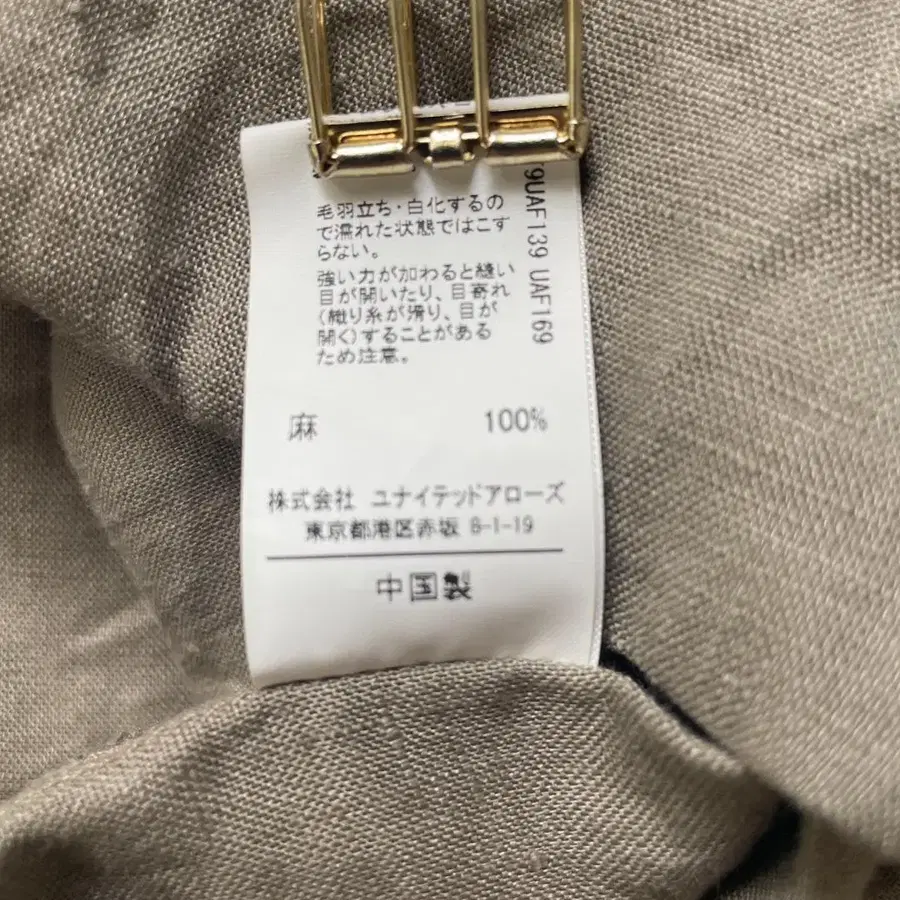 毛羽立ち・白化するの
で濡れた状態ではこす
らない。
強い力が加わると縫い
目が開いたり、目寄れ
(織り糸が滑り、目が
開く)することがある
ため注意。
麻 100%
株式会社 ユナイテッドアローズ
東京都港区赤坂 8-1-19
中国製
9UAF139 UAF169